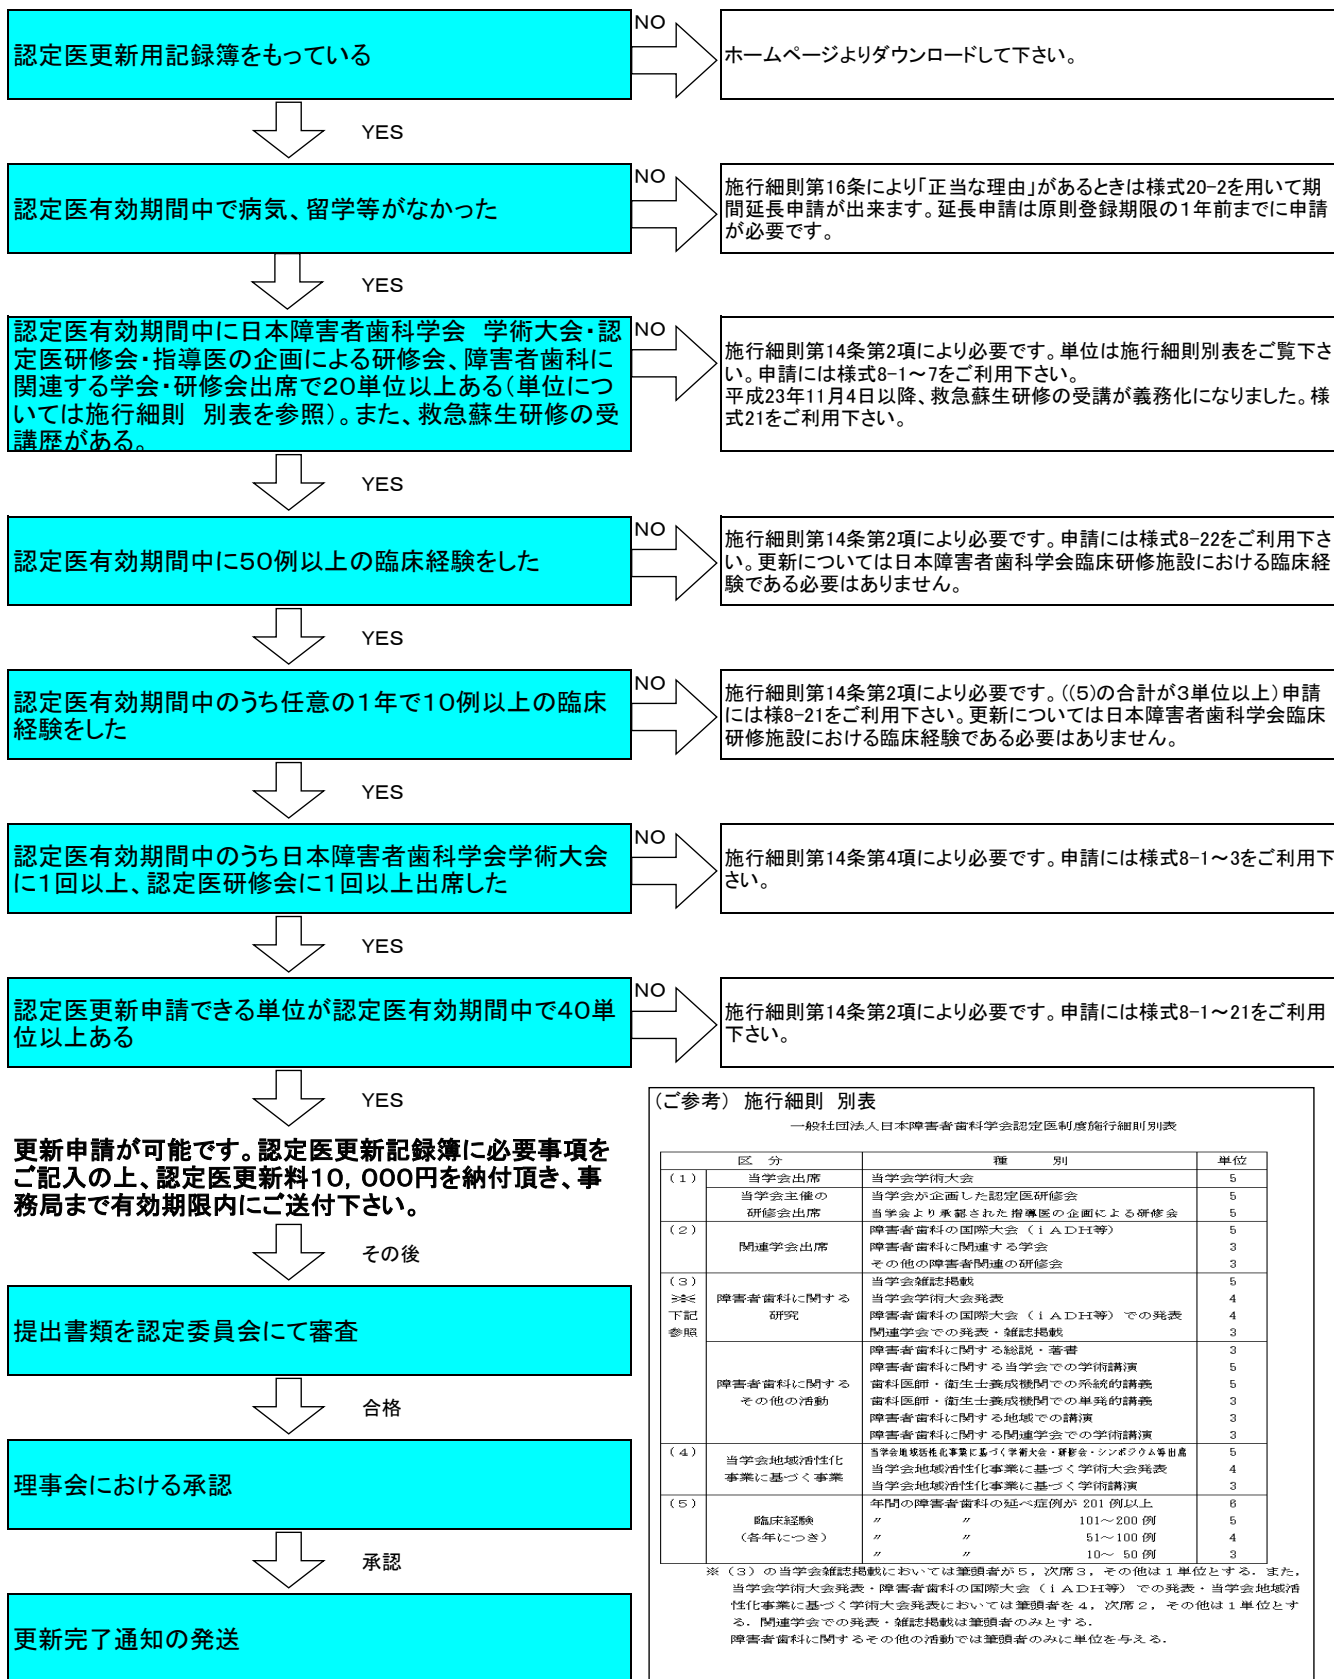 認定医更新用記録簿をもっている
NO
ホームページよりダウンロードして下さい。
YES
認定医有効期間中で病気、留学等がなかった
NO
施行細則第16条により「正当な理由」があるときは様式20-2を用いて期
間延長申請が出来ます。延長申請は原則登録期限の1年前までに申請
が必要です。
YES
認定医有効期間中に日本障害者歯科学会　学術大会・認
定医研修会・指導医の企画による研修会、障害者歯科に
関連する学会・研修会出席で20単位以上ある(単位につ
いては施行細則　別表を参照)。また、救急蘇生研修の受
講歴がある。
NO
施行細則第14条第2項により必要です。単位は施行細則別表をご覧下さ
い。申請には様式8-1～7をご利用下さい。
平成23年11月4日以降、救急蘇生研修の受講が義務化になりました。様
式21をご利用下さい。
YES
認定医有効期間中に50例以上の臨床経験をした
NO
施行細則第14条第2項により必要です。申請には様式8-22をご利用下さ
い。更新については日本障害者歯科学会臨床研修施設における臨床経
験である必要はありません。
YES
認定医有効期間中のうち任意の1年で10例以上の臨床
経験をした
NO
施行細則第14条第2項により必要です。((5)の合計が3単位以上)申請
には様8-21をご利用下さい。更新については日本障害者歯科学会臨床
研修施設における臨床経験である必要はありません。
YES
認定医有効期間中のうち日本障害者歯科学会学術大会
に1回以上、認定医研修会に1回以上出席した
NO
施行細則第14条第4項により必要です。申請には様式8-1～3をご利用下
さい。
YES
認定医更新申請できる単位が認定医有効期間中で40単
位以上ある
NO
施行細則第14条第2項により必要です。申請には様式8-1～21をご利用
下さい。
YES
更新申請が可能です。認定医更新記録簿に必要事項を
ご記入の上、認定医更新料10，000円を納付頂き、事
務局まで有効期限内にご送付下さい。
その後
提出書類を認定委員会にて審査
合格
理事会における承認
承認
更新完了通知の発送
(ご参考)　施行細則　別表
一般社団法人日本障害者歯科学会認定医制度施行細則別表
区　分　種　別　単位
(1)　当学会出席　当学会学術大会　5
当学会主催の　当学会が企画した認定医研修会　5
研修会出席　当学会より承認された指導医の企画による研修会　5
(2)　障害者歯科の国際大会（iADH等）　5
関連学会出席　障害者歯科に関連する学会　3
その他の障害者関連の研修会　3
(3)　当学会雑誌掲載　5
※　障害者歯科に関する　当学会学術大会発表　4
下記　研究　障害者歯科の国際大会（iADH等）での発表　4
参照　関連学会での発表・雑誌掲載　3
障害者歯科に関する総説・著書　3
障害者歯科に関する当学会での学術講演　5
障害者歯科に関する　歯科医師・衛生士養成機関での系統的講義　5
その他の活動　歯科医師・衛生士養成機関での単発的講義　3
障害者歯科に関する地域での講演　3
障害者歯科に関する関連学会での学術講演　3
(4)　当学会地域活性化事業に基づく学術大会・研修会・シンポジウム等出席　5
当学会地域活性化　当学会地域活性化事業に基づく学術大会発表　4
事業に基づく事業　当学会地域活性化事業に基づく学術講演　3
(5)　年間の障害者歯科の延べ症例が 201例以上　6
臨床経験　〃　〃　101～200例　5
(各年につき)　〃　〃　51～100例　4
〃　〃　10～ 50例　3
※（3）の当学会雑誌掲載においては筆頭者が5，次席3，その他は1単位とする．また，
当学会学術大会発表・障害者歯科の国際大会（iADH等）での発表・当学会地域活
性化事業に基づく学術大会発表においては筆頭者を4，次席2，その他は1単位とす
る．関連学会での発表・雑誌掲載は筆頭者のみとする．
障害者歯科に関するその他の活動では筆頭者のみに単位を与える．